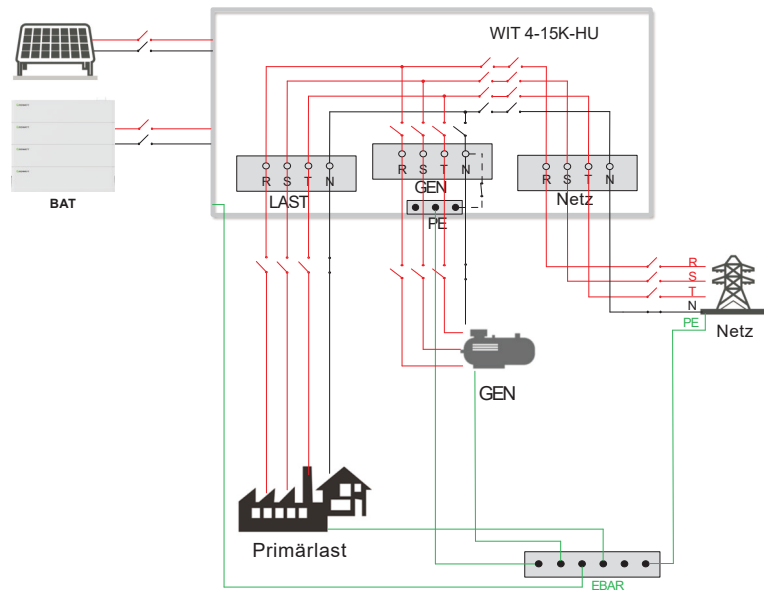 WIT 4-15K-HU
BAT
R S T N
LAST
R S T N
GEN
PE
R S T N
Netz
R
S
T
N
PE
Netz
GEN
Primärlast
EBAR